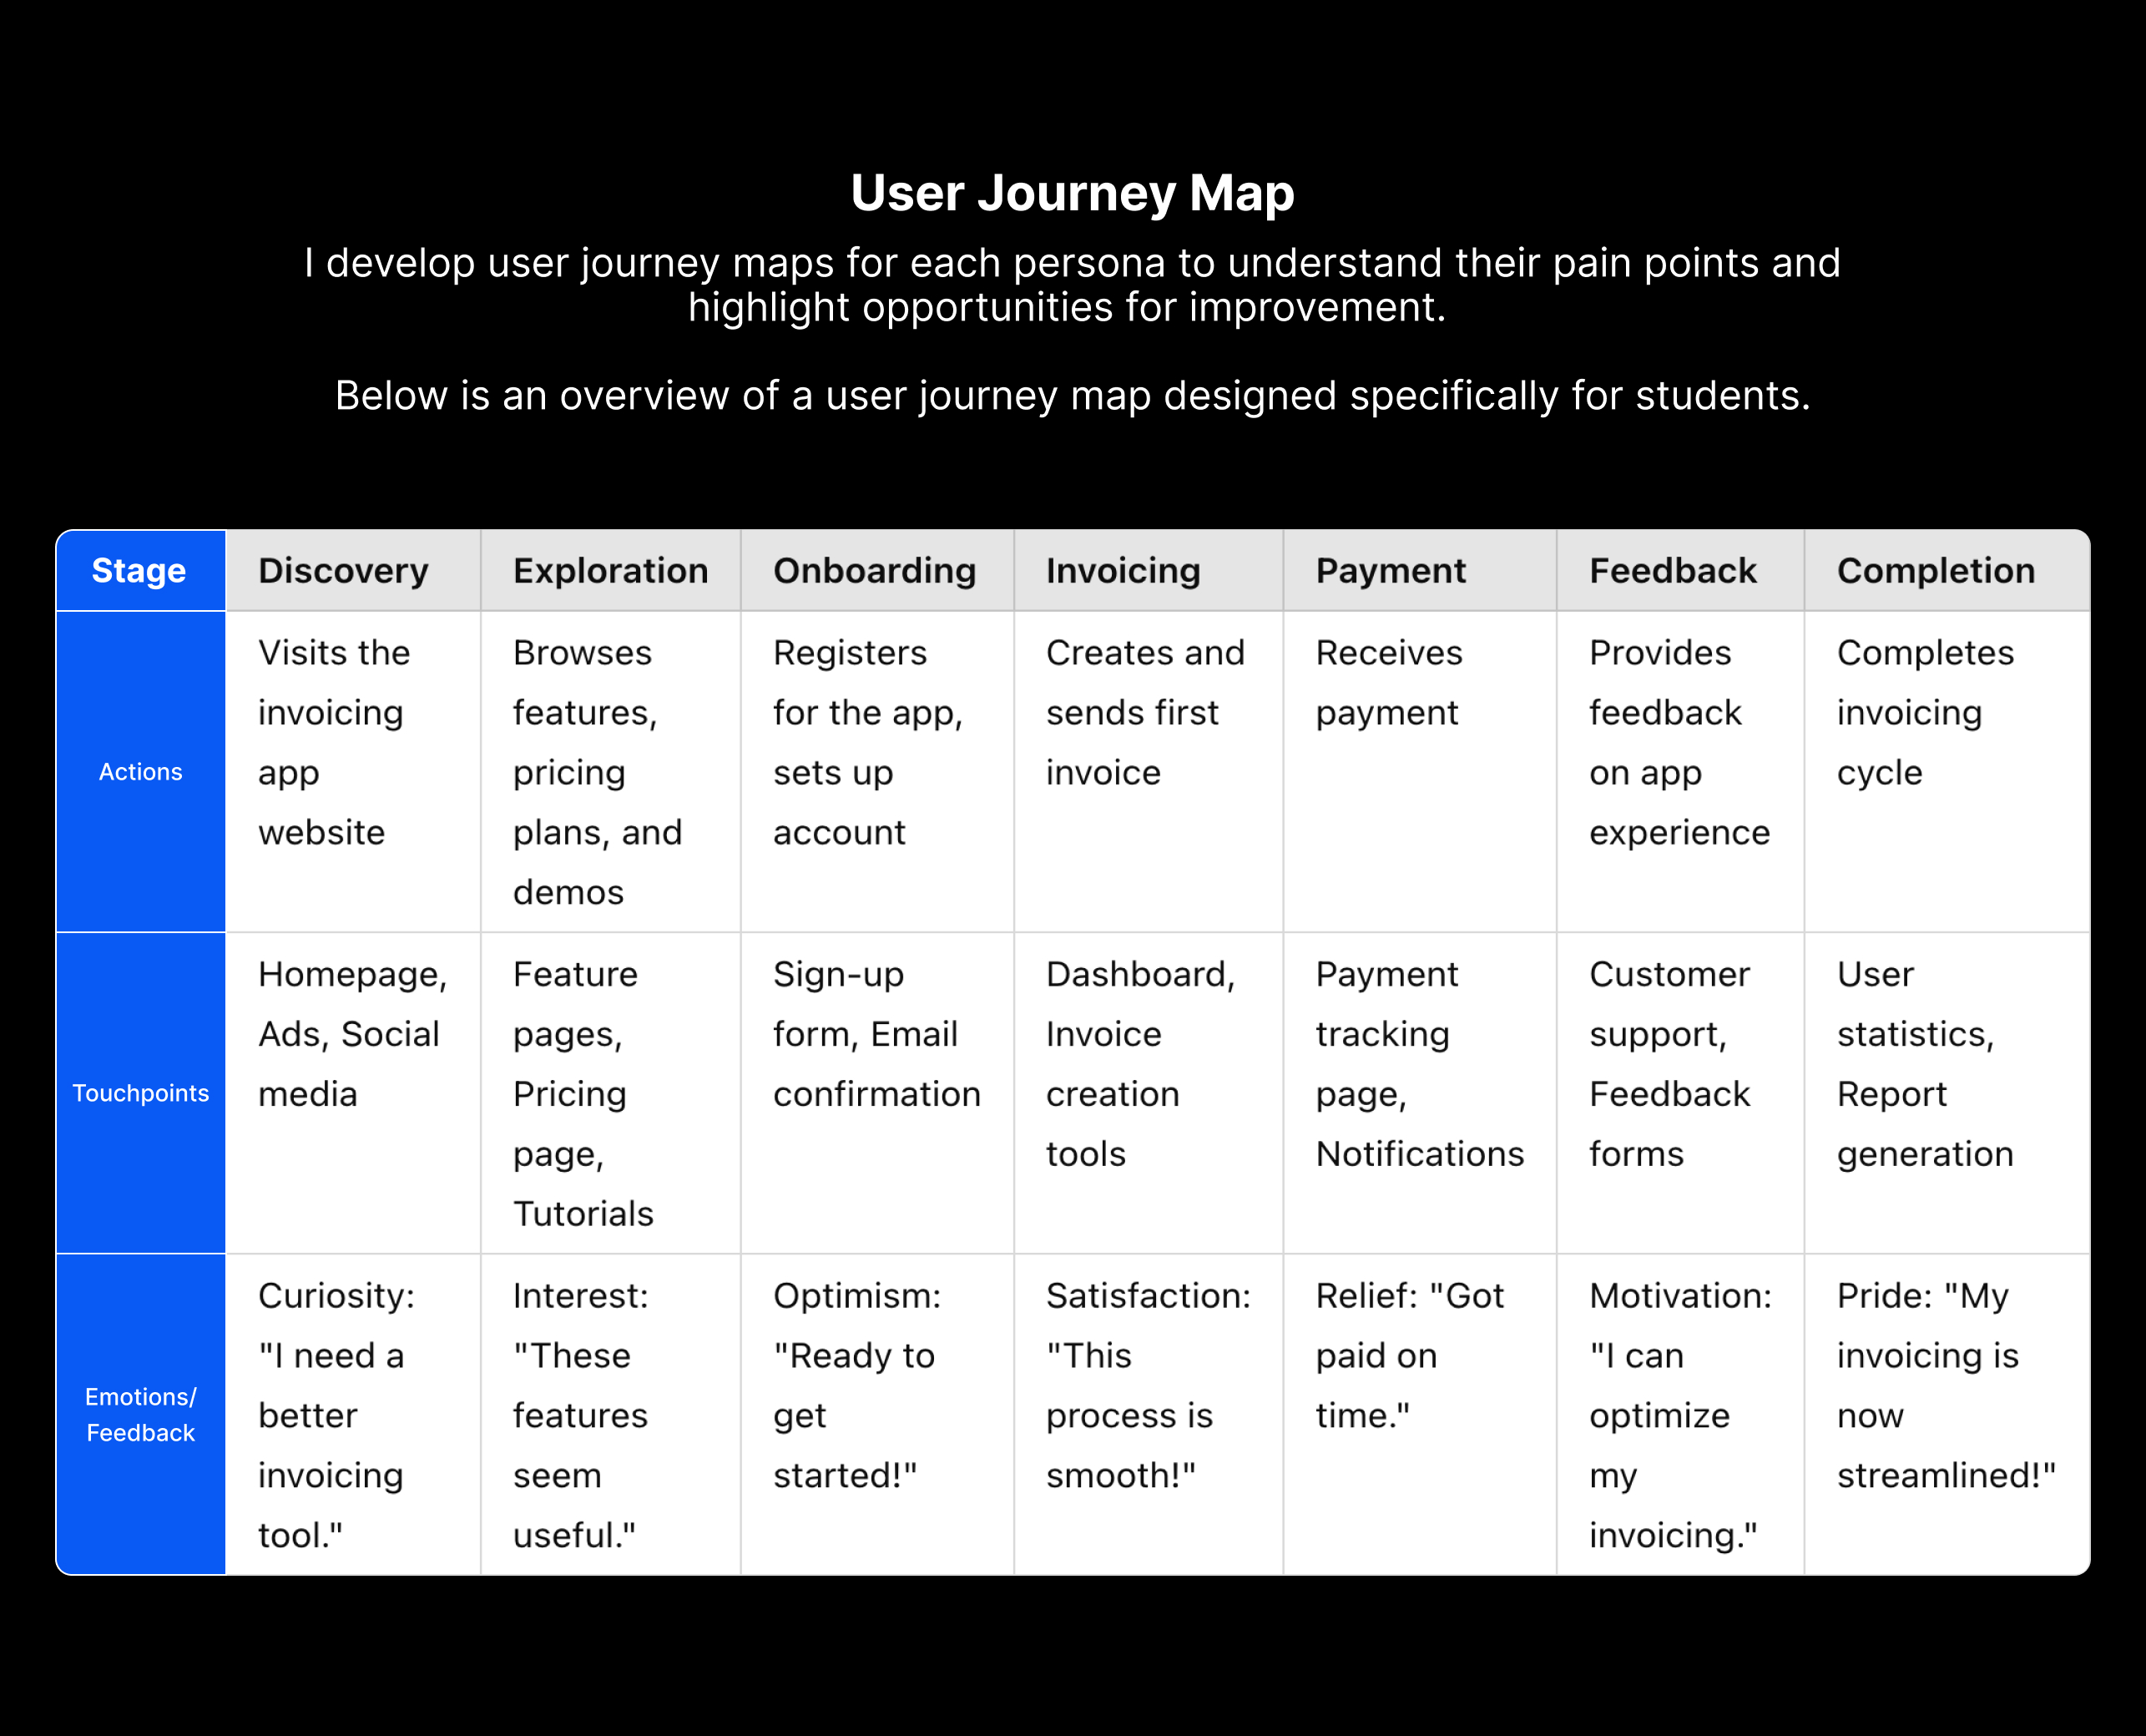 User Journey Map
I develop user journey maps for each persona to understand their pain points and
highlight opportunities for improvement.
Below is an overview of a user journey map designed specifically for students.
Stage
Discovery
Exploration
Onboarding
Invoicing
Payment
Feedback
Completion
Actions
Visits the
invoicing
app
website
Browses
features,
pricing
plans, and
demos
Registers
for the app,
sets up
account
Creates and
sends first
invoice
Receives
payment
Provides
feedback
on app
experience
Completes
invoicing
cycle
Touchpoints
Homepage,
Ads, Social
media
Feature
pages,
Pricing
page,
Tutorials
Sign-up
form, Email
confirmation
Dashboard,
Invoice
creation
tools
Payment
tracking
page,
Notifications
Customer
support,
Feedback
forms
User
statistics,
Report
generation
Emotions/
Feedback
Curiosity:
"I need a
better
invoicing
tool."
Interest:
"These
features
seem
useful."
Optimism:
"Ready to
get
started!"
Satisfaction:
"This
process is
smooth!"
Relief: "Got
paid on
time."
Motivation:
"I can
optimize
my
invoicing."
Pride: "My
invoicing is
now
streamlined!"